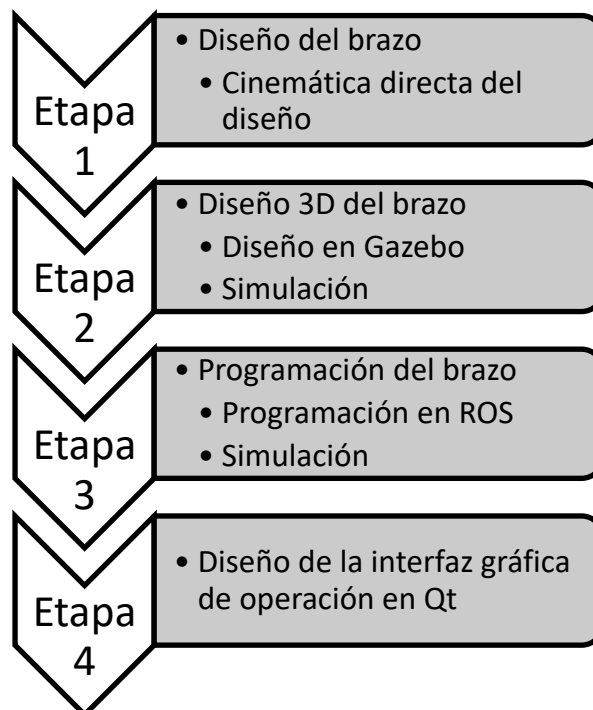 Etapa
1
• Diseño del brazo
• Cinemática directa del
diseño
Etapa
2
• Diseño 3D del brazo
• Diseño en Gazebo
• Simulación
Etapa
3
• Programación del brazo
• Programación en ROS
• Simulación
Etapa
4
• Diseño de la interfaz gráfica
de operación en Qt